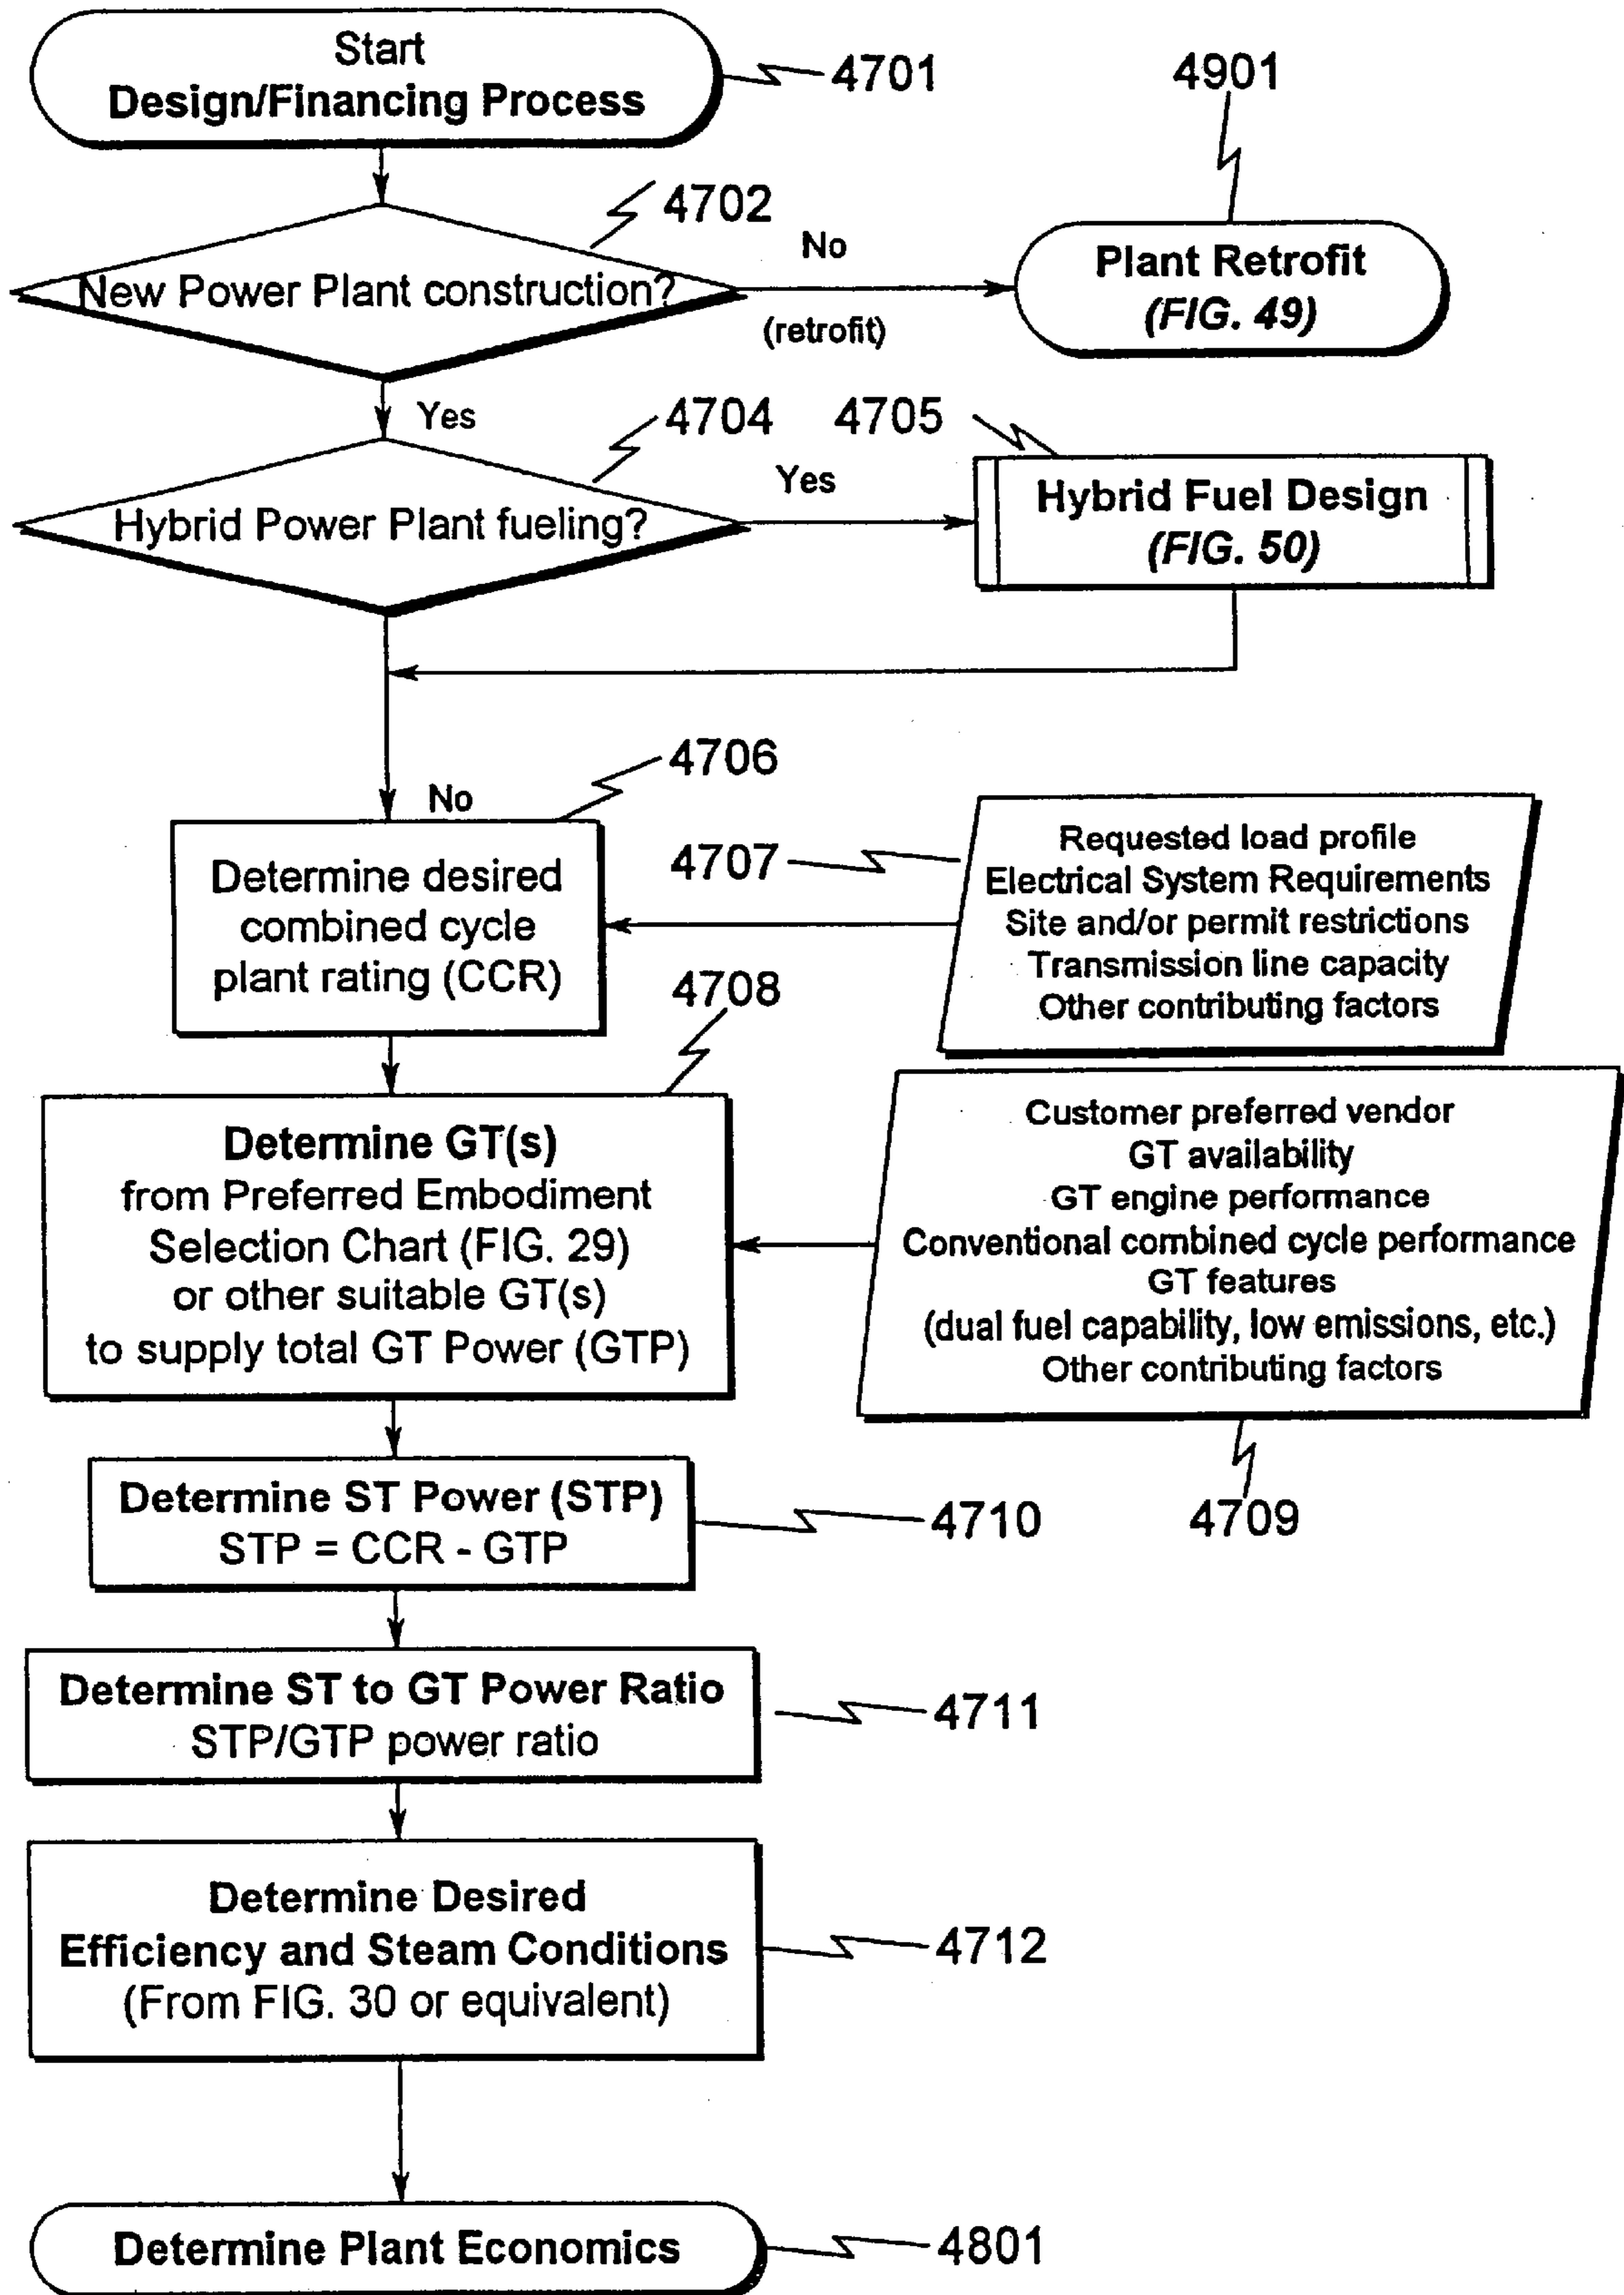 Start
Design/Financing Process
4701
4901
4702
New Power Plant construction?
No
(retrofit)
Plant Retrofit
(FIG. 49)
Yes
4704
4705
Hybrid Power Plant fueling?
Yes
Hybrid Fuel Design
(FIG. 50)
4706
No
Determine desired
combined cycle
plant rating (CCR)
4707
Requested load profile
Electrical System Requirements
Site and/or permit restrictions
Transmission line capacity
Other contributing factors
4708
Determine GT(s)
from Preferred Embodiment
Selection Chart (FIG. 29)
or other suitable GT(s)
to supply total GT Power (GTP)
Customer preferred vendor
GT availability
GT engine performance
Conventional combined cycle performance
GT features
(dual fuel capability, low emissions, etc.)
Other contributing factors
4709
Determine ST Power (STP)
STP = CCR - GTP
4710
Determine ST to GT Power Ratio
STP/GTP power ratio
4711
Determine Desired
Efficiency and Steam Conditions
(From FIG. 30 or equivalent)
4712
Determine Plant Economics
4801